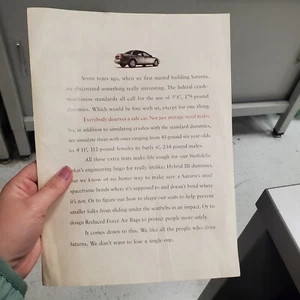 Seven years ago, when we first started building Saturns,
we discovered something really interesting. The federal crash-
standards all call for the use of 5'8", 176-pound
dummies. Which would be fine with us, except for one thing.
Everybody deserves a safe car. Not just average-sized males.
So, in addition to simulating crashes with the standard dummies,
we simulate them with ones ranging from 45-pound six-year-olds
to 4'11", 112-pound females to burly 6', 234-pound males.
All these extra tests make life rough for our
(that's engineering lingo for really lifelike) Hybrid III dummies,
but we know of no better way to make sure a Saturn's steel
spaceframe bends where it's supposed to and doesn't bend where
it's not. Or to figure out how to shape our seats to help prevent
smaller folks from sliding under the seatbelts in an impact. Or to
design Reduced Force Air Bags to protect people more safely.
It comes down to this. We like all the people who drive
Saturns. We don't want to lose a single one.